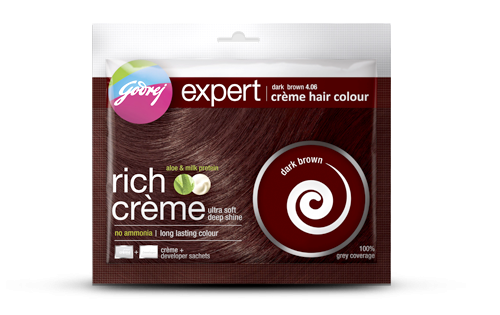 Godrej
expert
dark brown 4.06
crème hair colour
aloe & milk protein
rich
crème
ultra soft
deep shine
no ammonia | long lasting colour
crème +
developer sachets
dark brown
100%
grey coverage